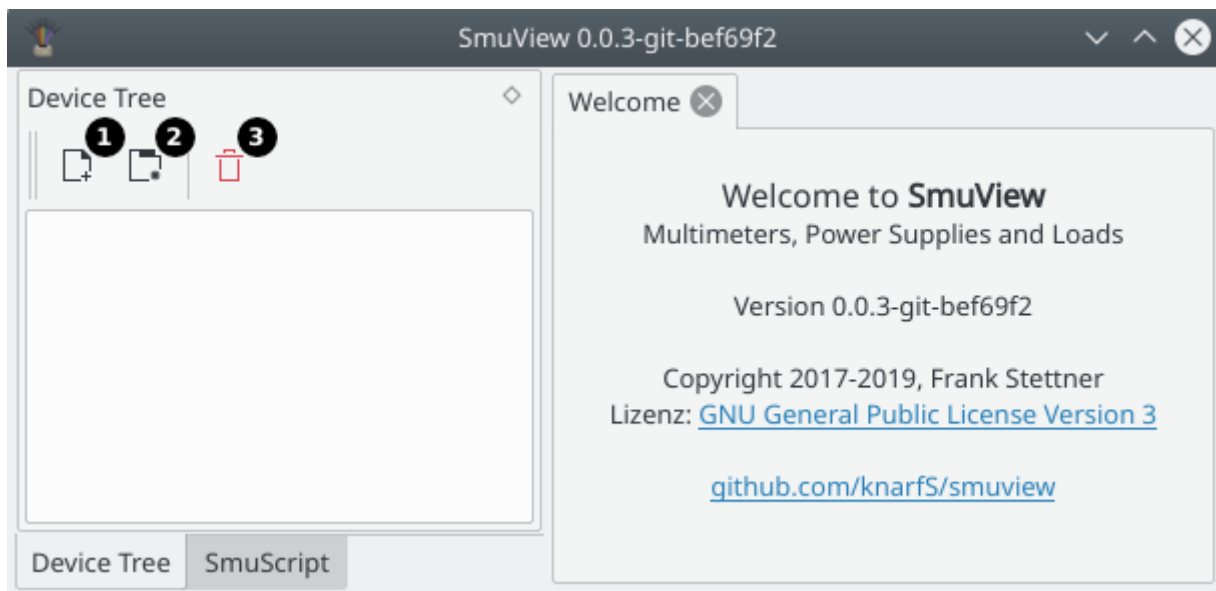 SmuView 0.0.3-git-bef69f2
Device Tree
1 2 3
Welcome
Welcome to SmuView
Multimeters, Power Supplies and Loads
Version 0.0.3-git-bef69f2
Copyright 2017-2019, Frank Stettner
Lizenz: GNU General Public License Version 3
github.com/knarfS/smuview
Device Tree SmuScript